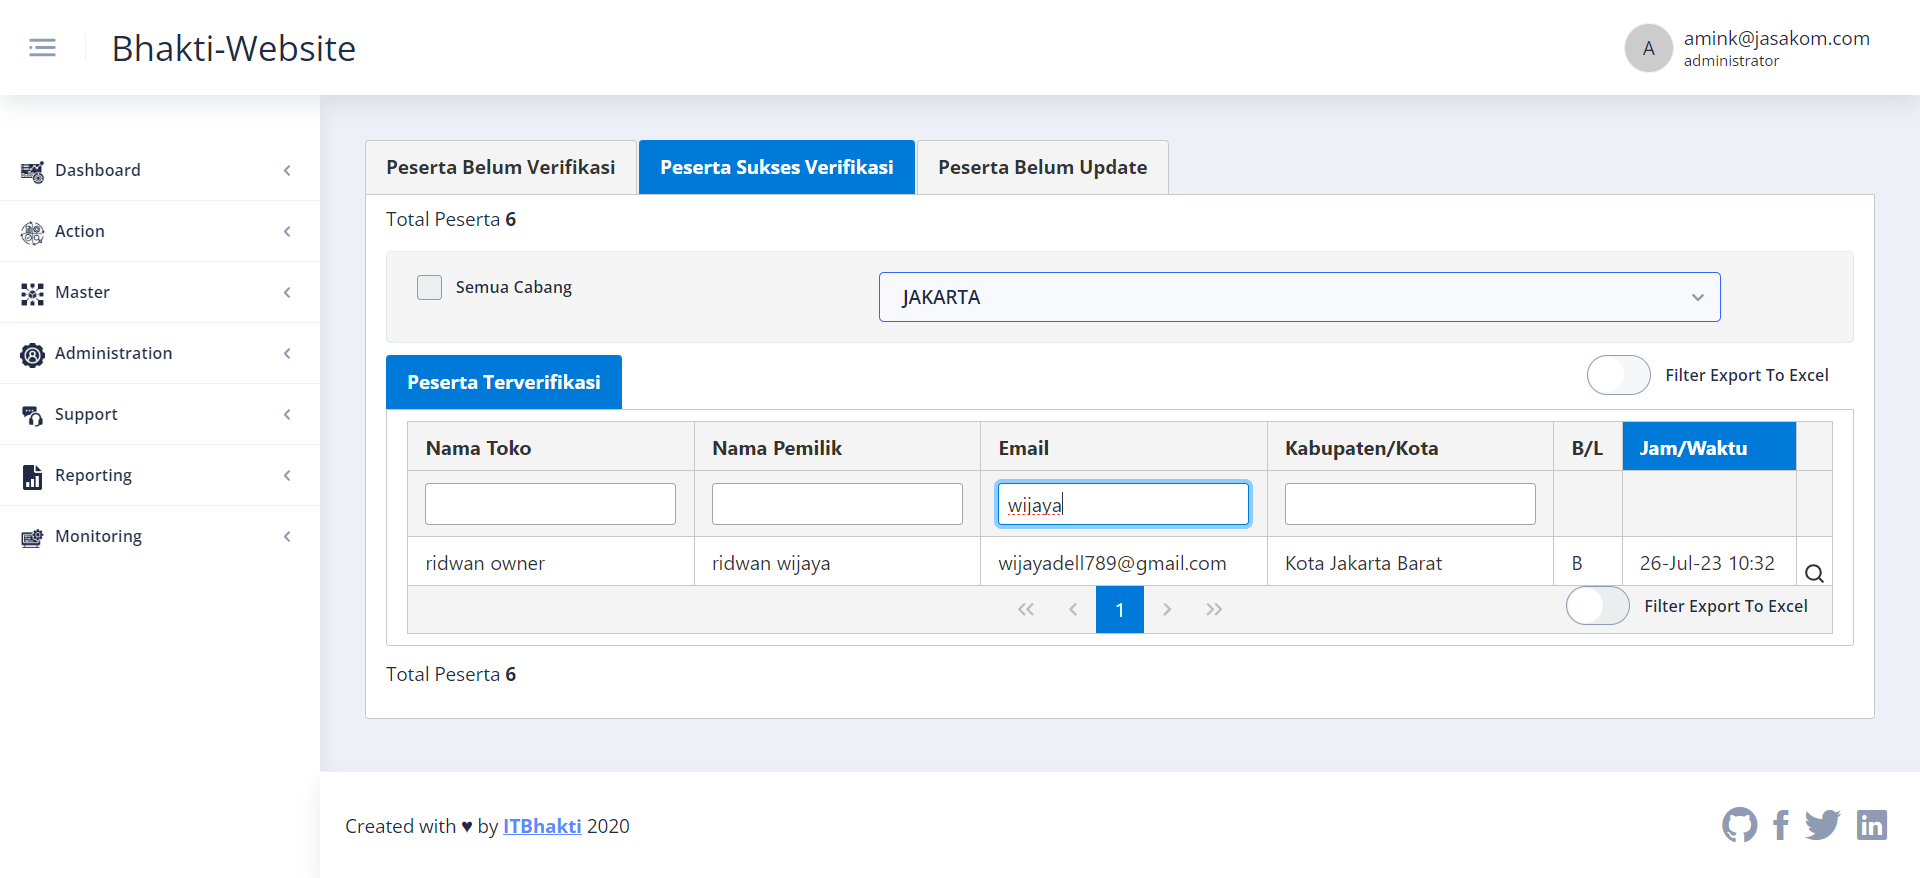 Bhakti-Website
A
amink@jasakom.com
administrator
Dashboard
Action
Master
Administration
Support
Reporting
Monitoring
Peserta Belum Verifikasi
Peserta Sukses Verifikasi
Peserta Belum Update
Total Peserta 6
Semua Cabang
JAKARTA
Peserta Terverifikasi
Filter Export To Excel
Nama Toko
Nama Pemilik
Email
Kabupaten/Kota
B/L
Jam/Waktu
wijaya
ridwan owner
ridwan wijaya
wijayadell789@gmail.com
Kota Jakarta Barat
B
26-Jul-23 10:32
1
Filter Export To Excel
Total Peserta 6
Created with ♥ by ITBhakti 2020